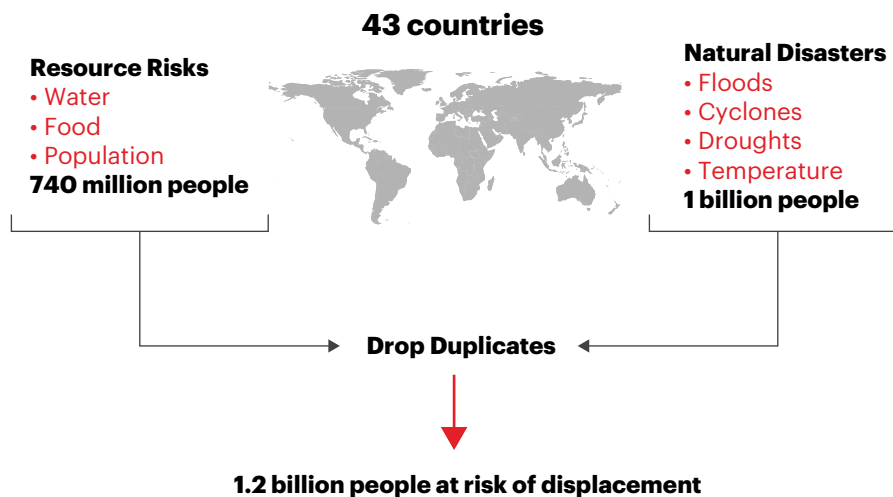 43 countries
Resource Risks
• Water
• Food
• Population
740 million people
Natural Disasters
• Floods
• Cyclones
• Droughts
• Temperature
1 billion people
Drop Duplicates
1.2 billion people at risk of displacement